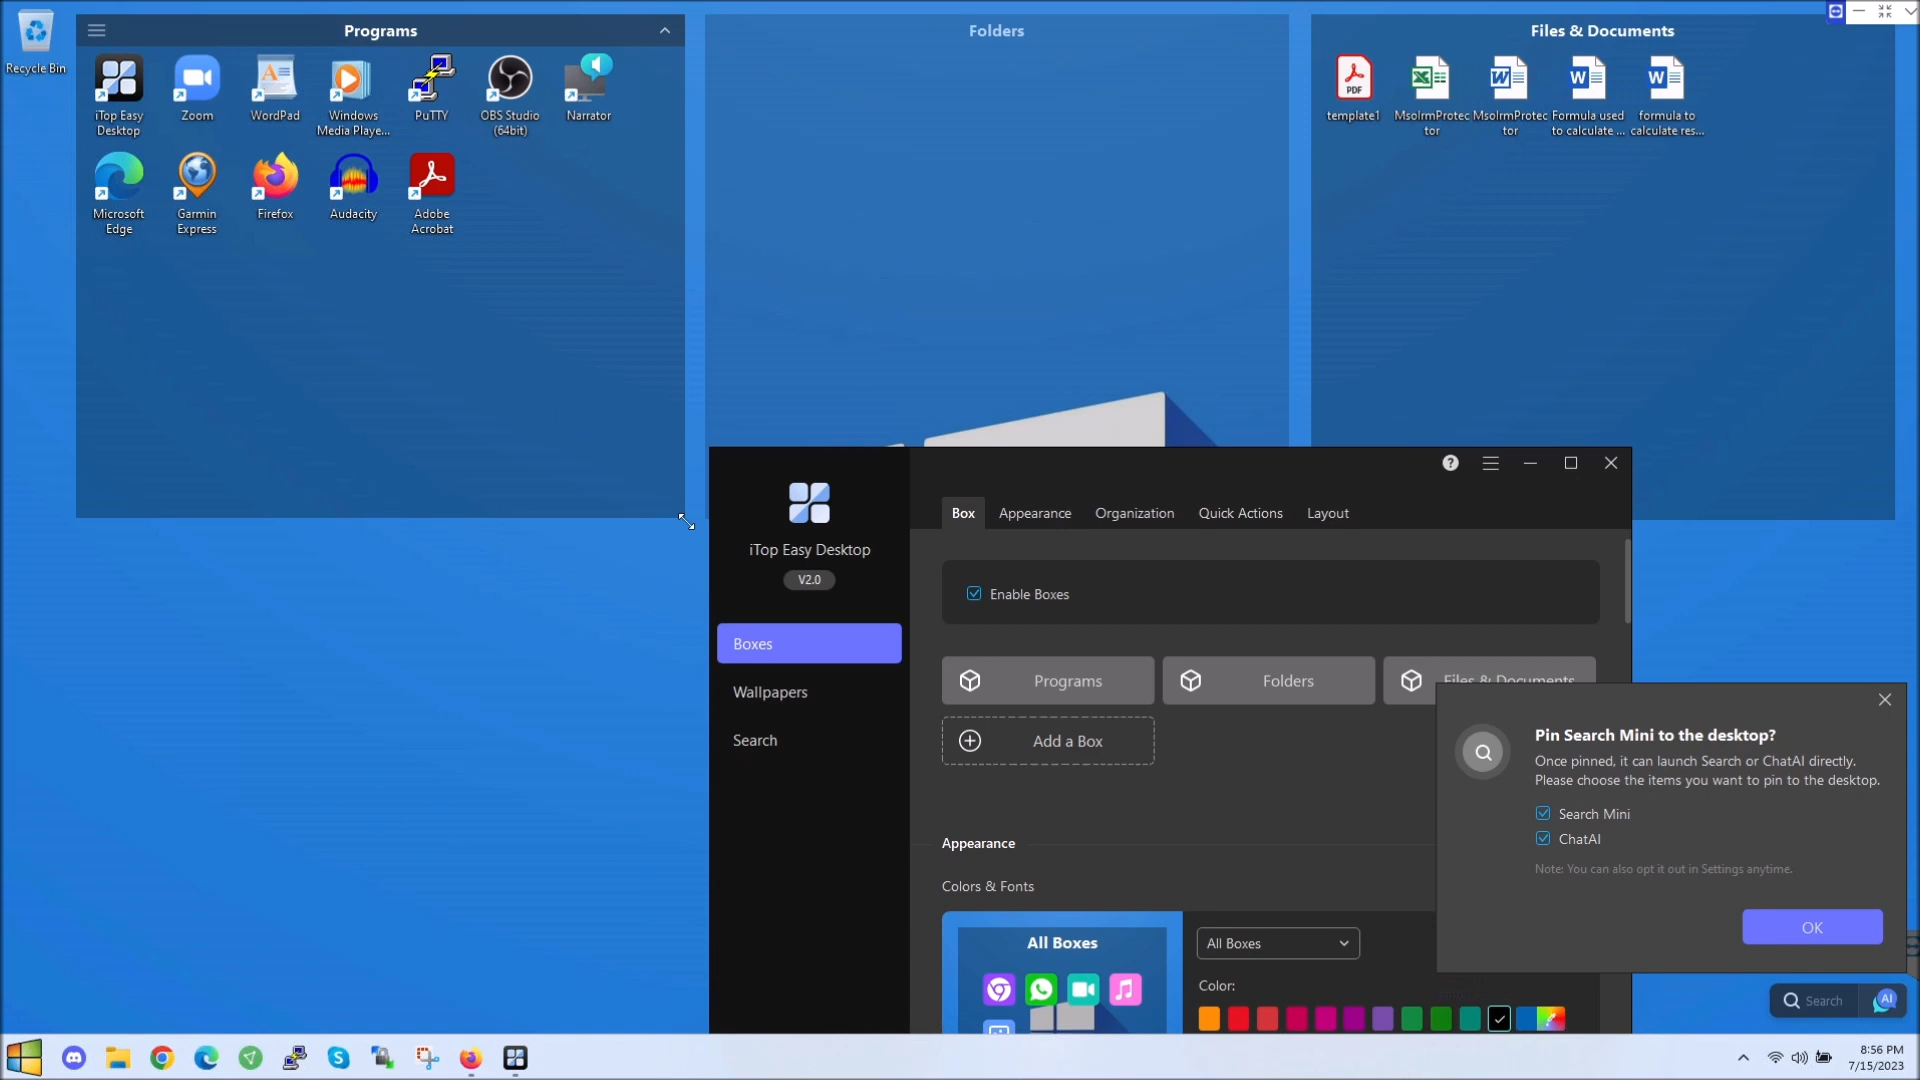 Recycle Bin
Programs
iTop Easy
Desktop
Zoom
WordPad
Windows
Media Playe...
PuTTY
OBS Studio
(64bit)
Narrator
Microsoft
Edge
Garmin
Express
Firefox
Audacity
Adobe
Acrobat
Folders
Files & Documents
PDF
template1
MsoIrmProtec
tor
MsoIrmProtec
tor
Formula used
to calculate ...
formula to
calculate res...
iTop Easy Desktop
V2.0
Boxes
Wallpapers
Search
Box
Appearance
Organization
Quick Actions
Layout
Enable Boxes
Programs
Folders
Files & Documents
Add a Box
Appearance
Colors & Fonts
All Boxes
All Boxes
Color:
Pin Search Mini to the desktop?
Once pinned, it can launch Search or ChatAI directly.
Please choose the items you want to pin to the desktop.
Search Mini
ChatAI
Note: You can also opt it out in Settings anytime.
OK
Search
AI
8:56 PM
7/15/2023